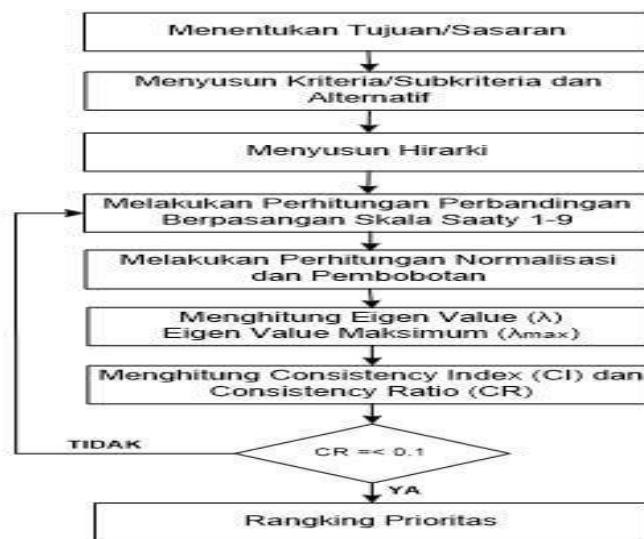 Menentukan Tujuan/Sasaran
Menyusun Kriteria/Subkriteria dan
Alternatif
Menyusun Hirarki
Melakukan Perhitungan Perbandingan
Berpasangan Skala Saaty 1-9
Melakukan Perhitungan Normalisasi
dan Pembobotan
Menghitung Eigen Value (λ)
Eigen Value Maksimum (λmax)
Menghitung Consistency Index (CI) dan
Consistency Ratio (CR)
TIDAK
CR =< 0.1
YA
Rangking Prioritas